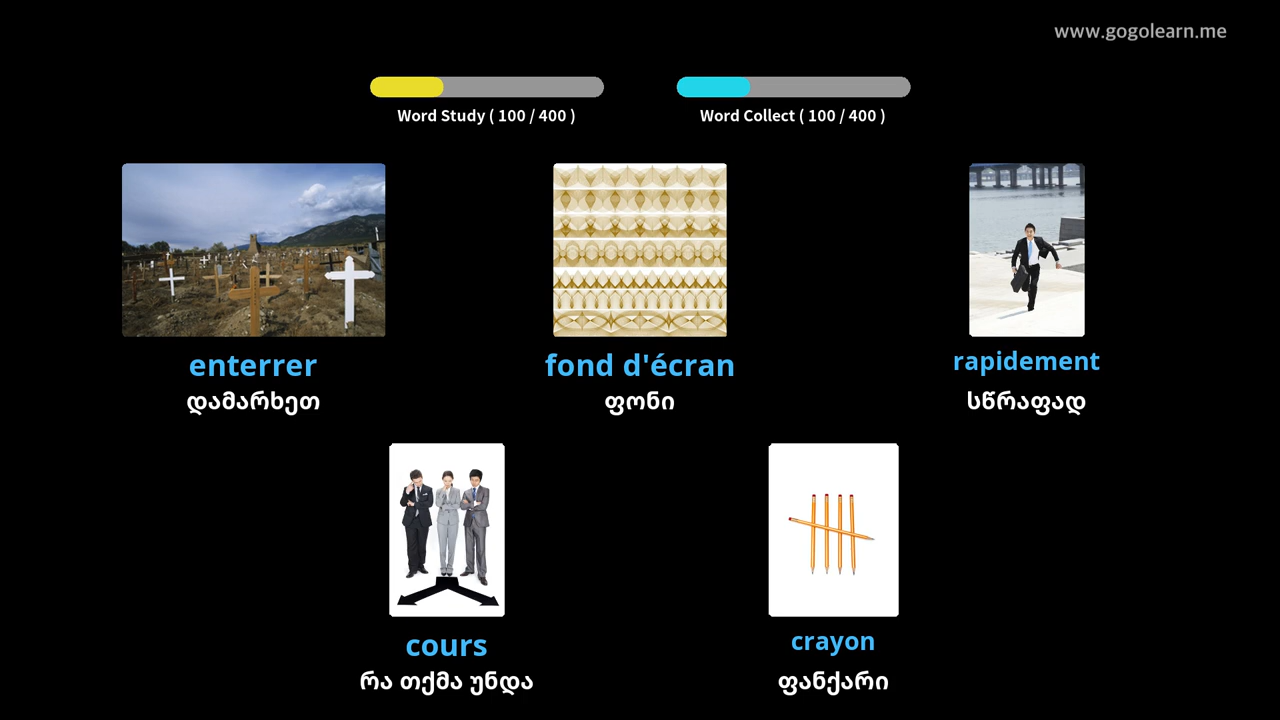 www.gogolearn.me
Word Study ( 100 / 400 )
Word Collect ( 100 / 400 )
enterrer
დამარხეთ
fond d'écran
ფონი
rapidement
სწრაფად
cours
რა თქმა უნდა
crayon
ფანქარი